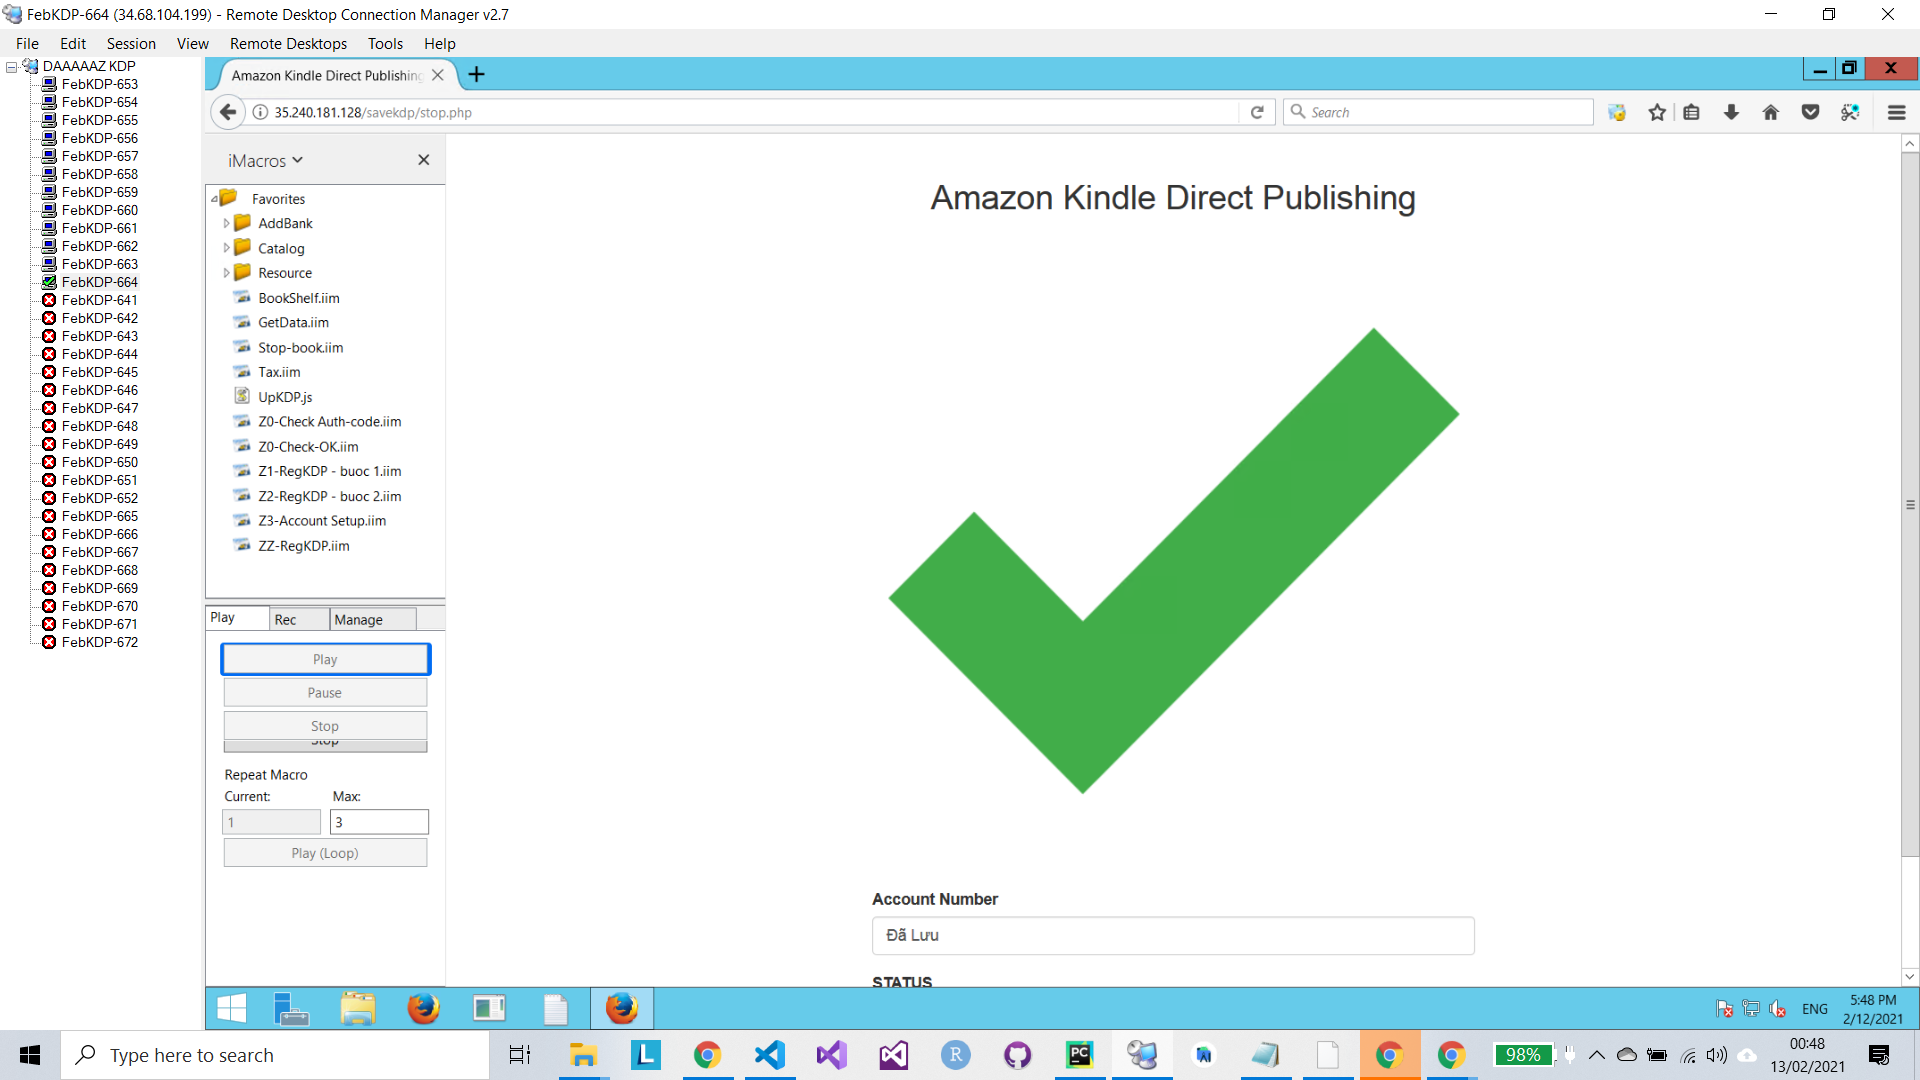 FebKDP-664 (34.68.104.199) - Remote Desktop Connection Manager v2.7
File Edit Session View Remote Desktops Tools Help
DAAAAAZ KDP
FebKDP-653
FebKDP-654
FebKDP-655
FebKDP-656
FebKDP-657
FebKDP-658
FebKDP-659
FebKDP-660
FebKDP-661
FebKDP-662
FebKDP-663
FebKDP-664
FebKDP-641
FebKDP-642
FebKDP-643
FebKDP-644
FebKDP-645
FebKDP-646
FebKDP-647
FebKDP-648
FebKDP-649
FebKDP-650
FebKDP-651
FebKDP-652
FebKDP-665
FebKDP-666
FebKDP-667
FebKDP-668
FebKDP-669
FebKDP-670
FebKDP-671
FebKDP-672
Amazon Kindle Direct Publishing
35.240.181.128/savekdp/stop.php
Search
iMacros
Favorites
AddBank
Catalog
Resource
BookShelf.iim
GetData.iim
Stop-book.iim
Tax.iim
UpKDP.js
Z0-Check Auth-code.iim
Z0-Check-OK.iim
Z1-RegKDP - buoc 1.iim
Z2-RegKDP - buoc 2.iim
Z3-Account Setup.iim
ZZ-RegKDP.iim
Play Rec Manage
Play
Pause
Stop
Stop
Repeat Macro
Current: Max:
1 3
Play (Loop)
Amazon Kindle Direct Publishing
Account Number
Đã Lưu
STATUS
ENG
5:48 PM
2/12/2021
Type here to search
98%
00:48
13/02/2021